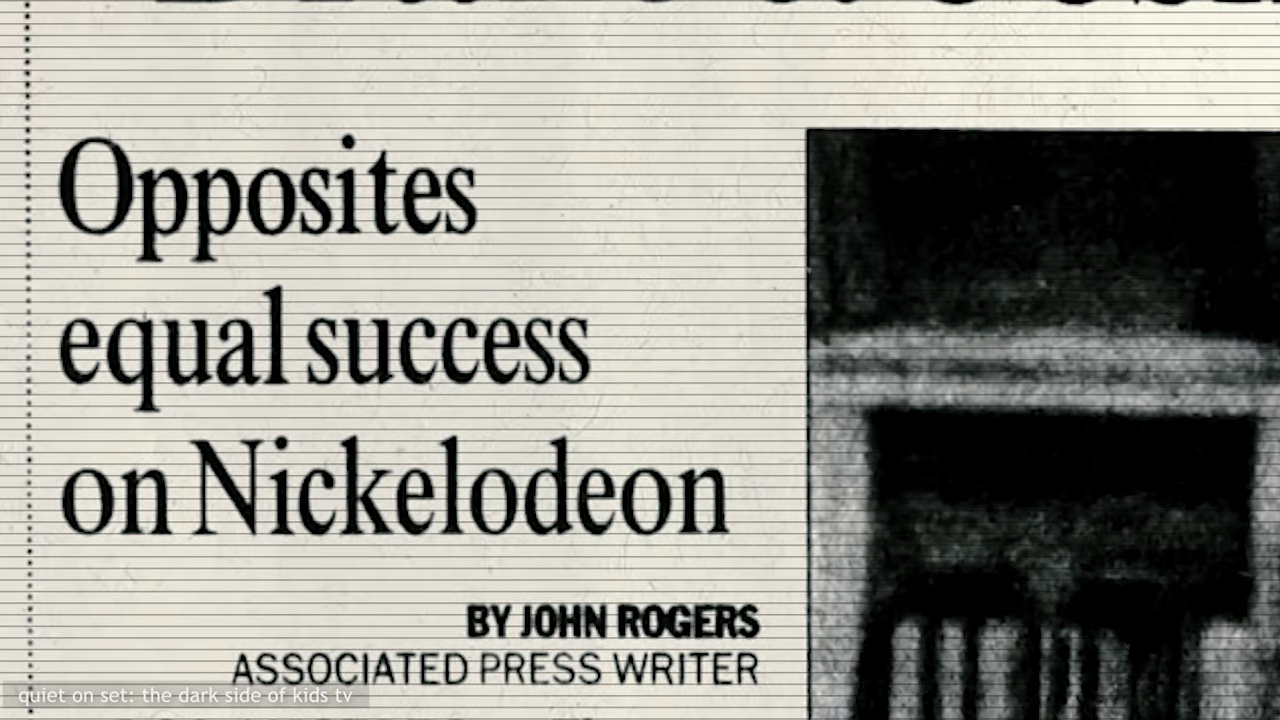 Opposites
equal success
on Nickelodeon
BY JOHN ROGERS
ASSOCIATED PRESS WRITER
quiet on set: the dark side of kids tv